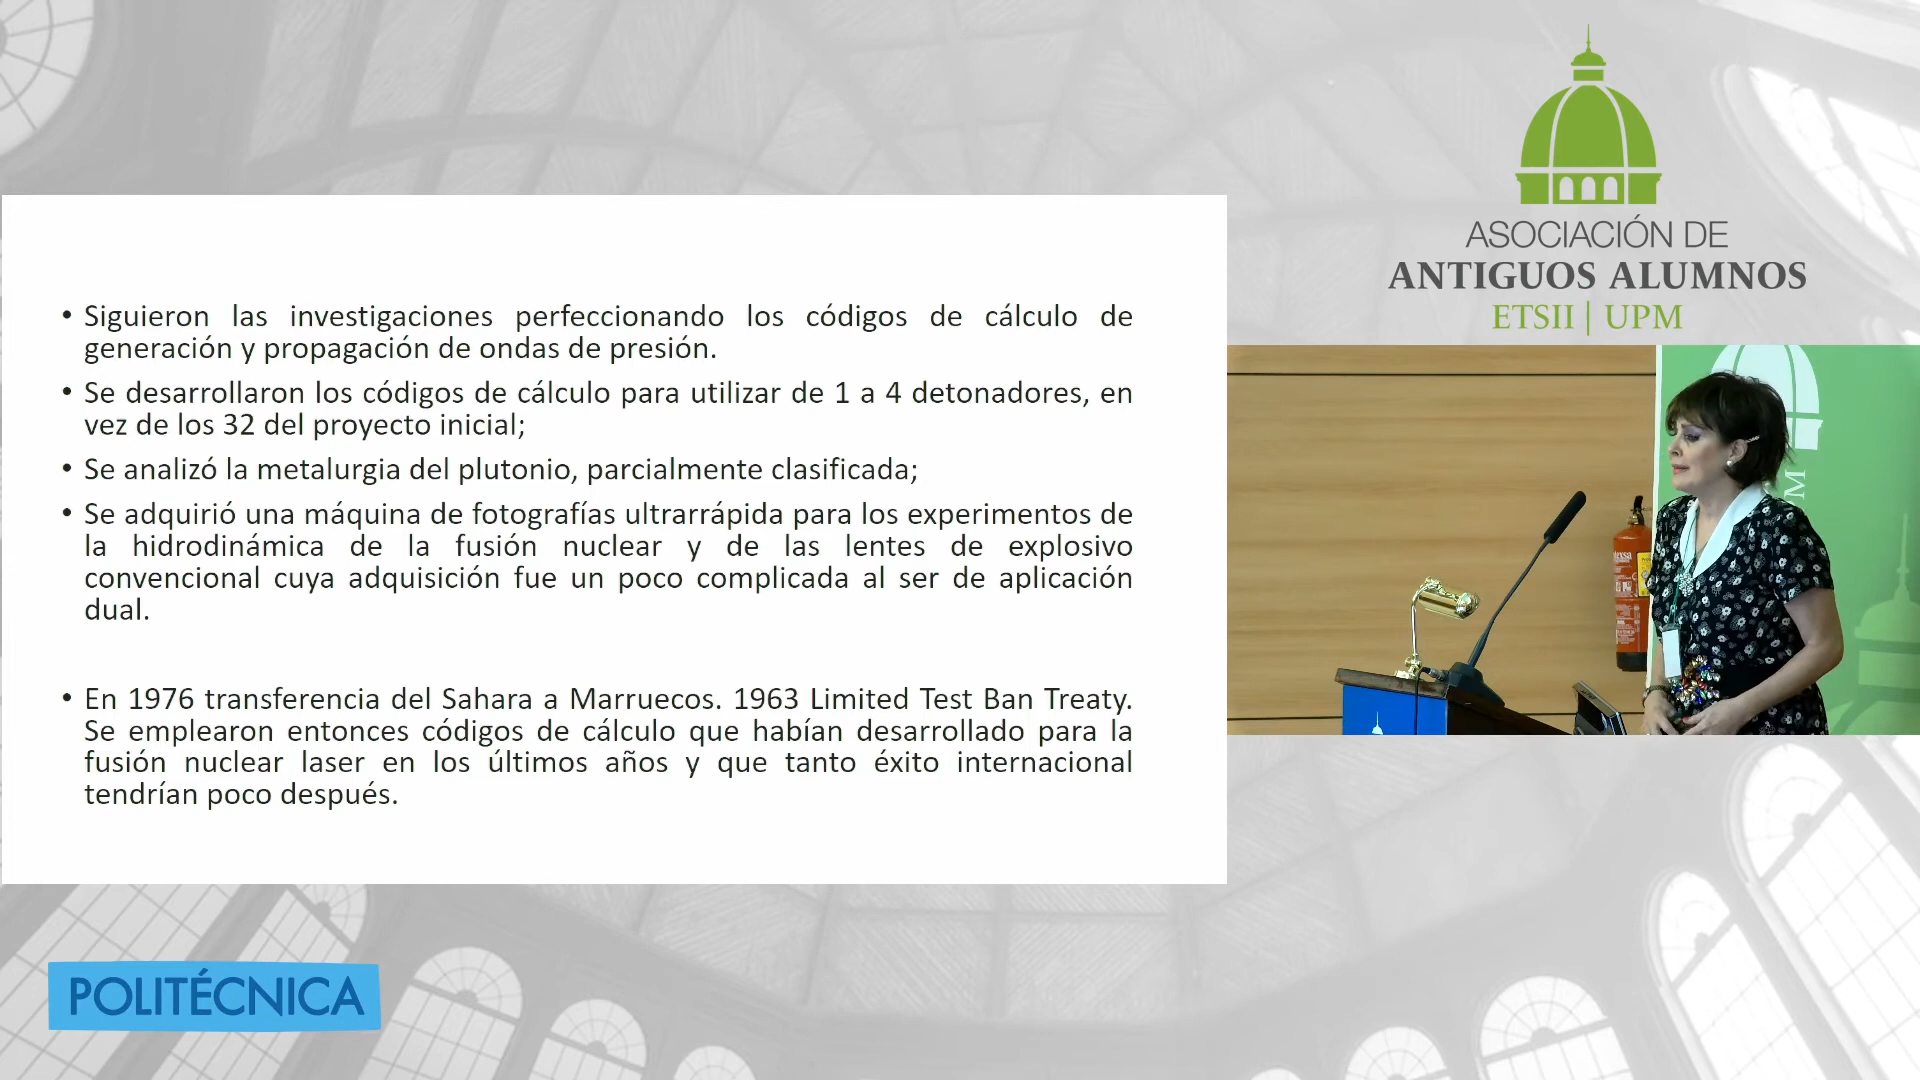 • Siguieron las investigaciones perfeccionando los códigos de cálculo de
generación y propagación de ondas de presión.
• Se desarrollaron los códigos de cálculo para utilizar de 1 a 4 detonadores, en
vez de los 32 del proyecto inicial;
• Se analizó la metalurgia del plutonio, parcialmente clasificada;
• Se adquirió una máquina de fotografías ultrarrápida para los experimentos de
la hidrodinámica de la fusión nuclear y de las lentes de explosivo
convencional cuya adquisición fue un poco complicada al ser de aplicación
dual.
• En 1976 transferencia del Sahara a Marruecos. 1963 Limited Test Ban Treaty.
Se emplearon entonces códigos de cálculo que habían desarrollado para la
fusión nuclear laser en los últimos años y que tanto éxito internacional
tendrían poco después.
ASOCIACIÓN DE
ANTIGUOS ALUMNOS
ETSII | UPM
POLITÉCNICA